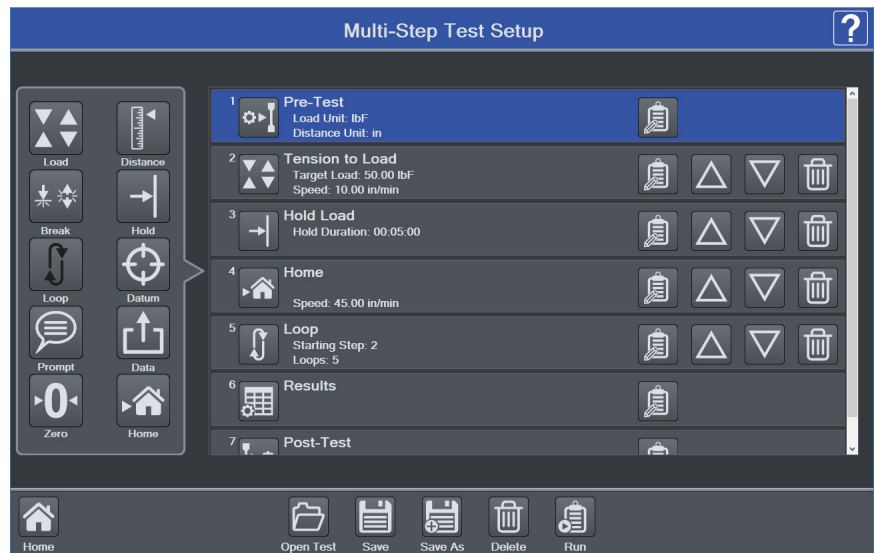 Multi-Step Test Setup
?
Load
Distance
Break
Hold
Loop
Datum
Prompt
Data
0
Zero
Home
1
Pre-Test
Load Unit: lbF
Distance Unit: in
2
Tension to Load
Target Load: 50.00 lbF
Speed: 10.00 in/min
3
Hold Load
Hold Duration: 00:05:00
4
Home
Speed: 45.00 in/min
5
Loop
Starting Step: 2
Loops: 5
6
Results
7
Post-Test
Home
Open Test
Save
Save As
Delete
Run